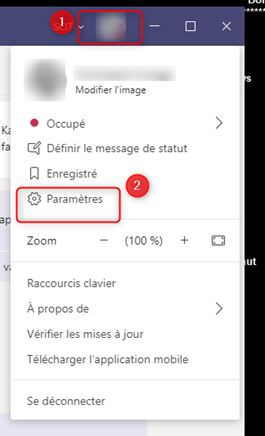 1
Modifier l'image
Occupé
Définir le message de statut
Enregistré
Paramètres
2
Zoom − (100 %) +
Raccourcis clavier
À propos de
Vérifier les mises à jour
Télécharger l'application mobile
Se déconnecter